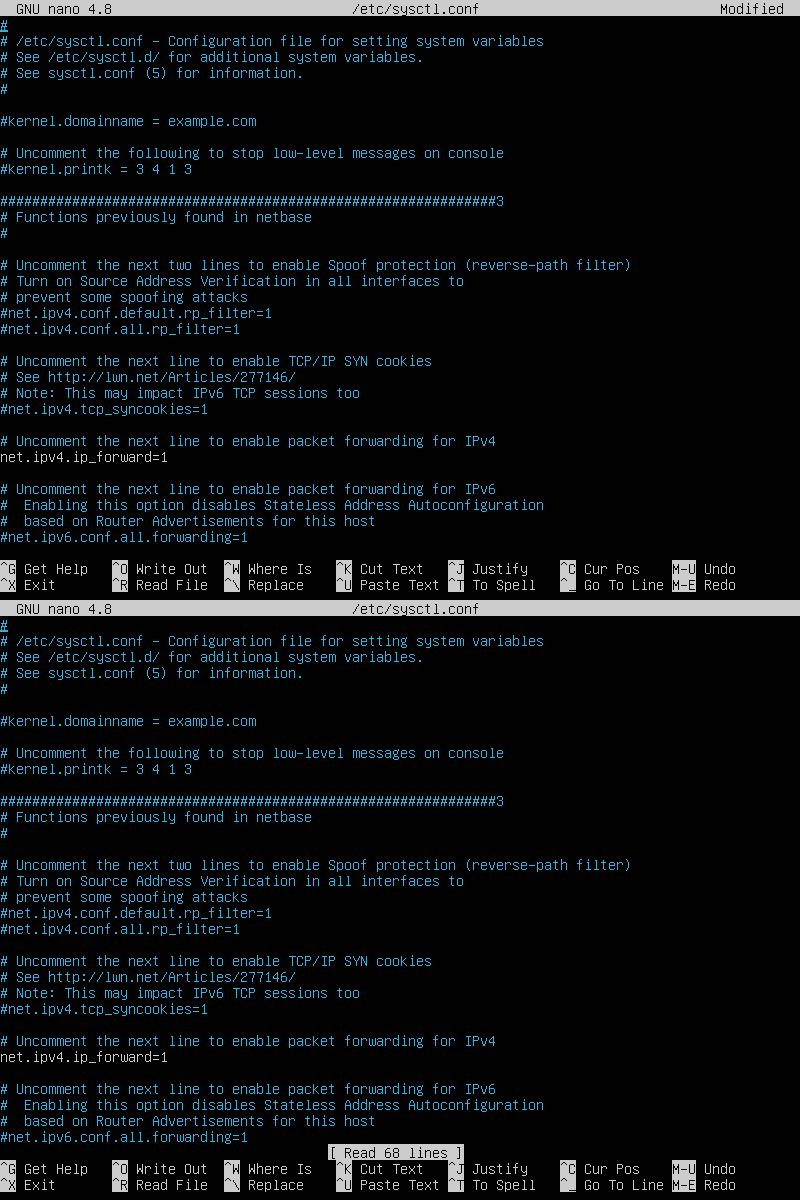 GNU nano 4.8 /etc/sysctl.conf Modified
#
# /etc/sysctl.conf - Configuration file for setting system variables
# See /etc/sysctl.d/ for additional system variables.
# See sysctl.conf (5) for information.
#
#kernel.domainname = example.com
# Uncomment the following to stop low-level messages on console
#kernel.printk = 3 4 1 3
##############################################################3
# Functions previously found in netbase
#
# Uncomment the next two lines to enable Spoof protection (reverse-path filter)
# Turn on Source Address Verification in all interfaces to
# prevent some spoofing attacks
#net.ipv4.conf.default.rp_filter=1
#net.ipv4.conf.all.rp_filter=1
# Uncomment the next line to enable TCP/IP SYN cookies
# See http://lwn.net/Articles/277146/
# Note: This may impact IPv6 TCP sessions too
#net.ipv4.tcp_syncookies=1
# Uncomment the next line to enable packet forwarding for IPv4
net.ipv4.ip_forward=1
# Uncomment the next line to enable packet forwarding for IPv6
#  Enabling this option disables Stateless Address Autoconfiguration
#  based on Router Advertisements for this host
#net.ipv6.conf.all.forwarding=1
^G Get Help ^O Write Out ^W Where Is ^K Cut Text ^J Justify ^C Cur Pos M-U Undo
^X Exit ^R Read File ^\ Replace ^U Paste Text ^T To Spell ^_ Go To Line M-E Redo
GNU nano 4.8 /etc/sysctl.conf
#
# /etc/sysctl.conf - Configuration file for setting system variables
# See /etc/sysctl.d/ for additional system variables.
# See sysctl.conf (5) for information.
#
#kernel.domainname = example.com
# Uncomment the following to stop low-level messages on console
#kernel.printk = 3 4 1 3
##############################################################3
# Functions previously found in netbase
#
# Uncomment the next two lines to enable Spoof protection (reverse-path filter)
# Turn on Source Address Verification in all interfaces to
# prevent some spoofing attacks
#net.ipv4.conf.default.rp_filter=1
#net.ipv4.conf.all.rp_filter=1
# Uncomment the next line to enable TCP/IP SYN cookies
# See http://lwn.net/Articles/277146/
# Note: This may impact IPv6 TCP sessions too
#net.ipv4.tcp_syncookies=1
# Uncomment the next line to enable packet forwarding for IPv4
net.ipv4.ip_forward=1
# Uncomment the next line to enable packet forwarding for IPv6
#  Enabling this option disables Stateless Address Autoconfiguration
#  based on Router Advertisements for this host
#net.ipv6.conf.all.forwarding=1
[ Read 68 lines ]
^G Get Help ^O Write Out ^W Where Is ^K Cut Text ^J Justify ^C Cur Pos M-U Undo
^X Exit ^R Read File ^\ Replace ^U Paste Text ^T To Spell ^_ Go To Line M-E Redo